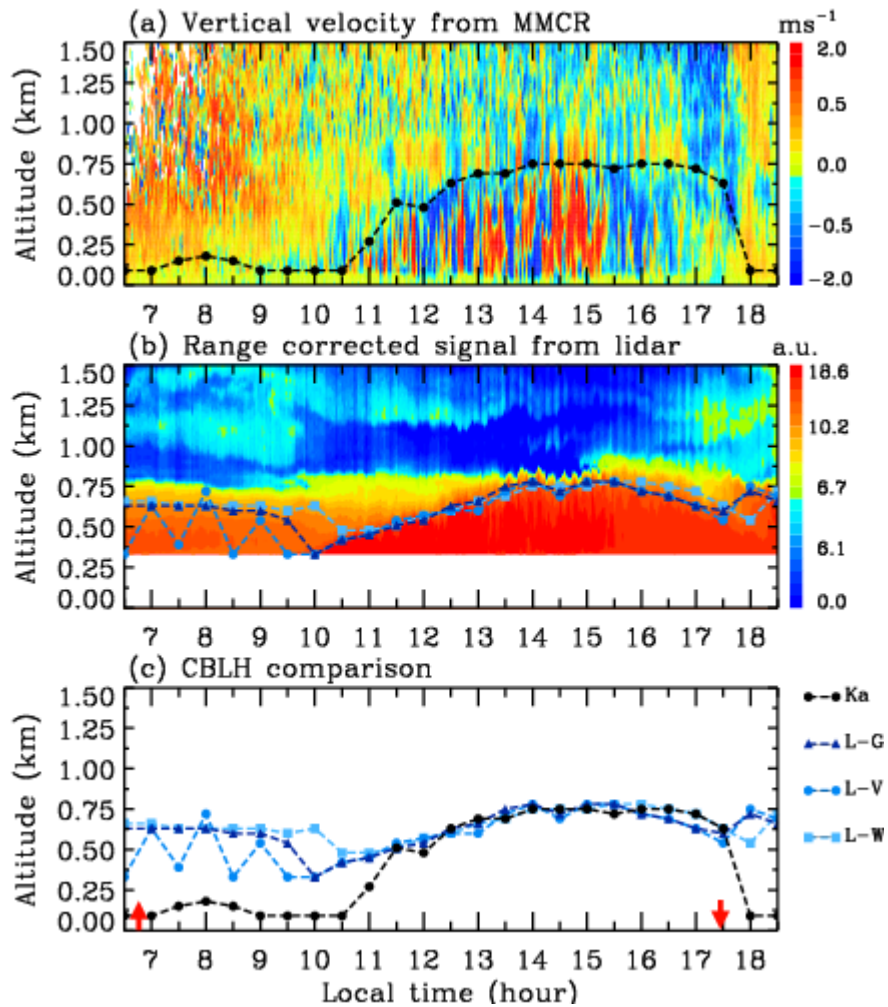 (a) Vertical velocity from MMCR
ms⁻¹
Altitude (km)
1.50
1.25
1.00
0.75
0.50
0.25
0.00
2.0
0.5
0.0
−0.5
−2.0
7 8 9 10 11 12 13 14 15 16 17 18
(b) Range corrected signal from lidar
a.u.
Altitude (km)
1.50
1.25
1.00
0.75
0.50
0.25
0.00
18.6
10.2
6.7
6.1
0.0
7 8 9 10 11 12 13 14 15 16 17 18
(c) CBLH comparison
Altitude (km)
1.50
1.25
1.00
0.75
0.50
0.25
0.00
Ka
L−G
L−V
L−W
7 8 9 10 11 12 13 14 15 16 17 18
Local time (hour)